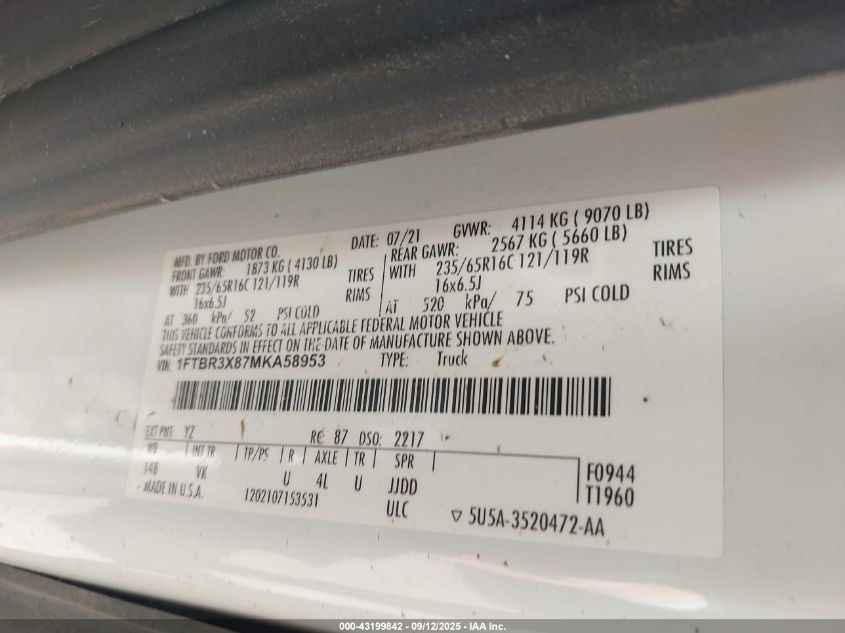 MFD. BY FORD MOTOR CO. DATE: 07/21 GVWR: 4114 KG ( 9070 LB)
FRONT GAWR: 1873 KG ( 4130 LB) REAR GAWR: 2567 KG ( 5660 LB)
WITH 235/65R16C 121/119R TIRES WITH 235/65R16C 121/119R TIRES
16x6.5J RIMS 16x6.5J RIMS
AT 360 kPa/ 52 PSI COLD AT 520 kPa/ 75 PSI COLD
THIS VEHICLE CONFORMS TO ALL APPLICABLE FEDERAL MOTOR VEHICLE
SAFETY STANDARDS IN EFFECT ON THE DATE OF MANUFACTURE SHOWN ABOVE.
VIN: 1FTBR3X87MKA58953 TYPE: Truck
EXT PNT: YZ RC: 87 DSO: 2217
WB INT TR TP/PS R AXLE TR SPR
148 VK U 4L U JJDD
F0944
T1960
MADE IN U.S.A. 1202107153531 ULC
▽ 5U5A-3520472-AA
000-43199842 - 09/12/2025 - IAA Inc.